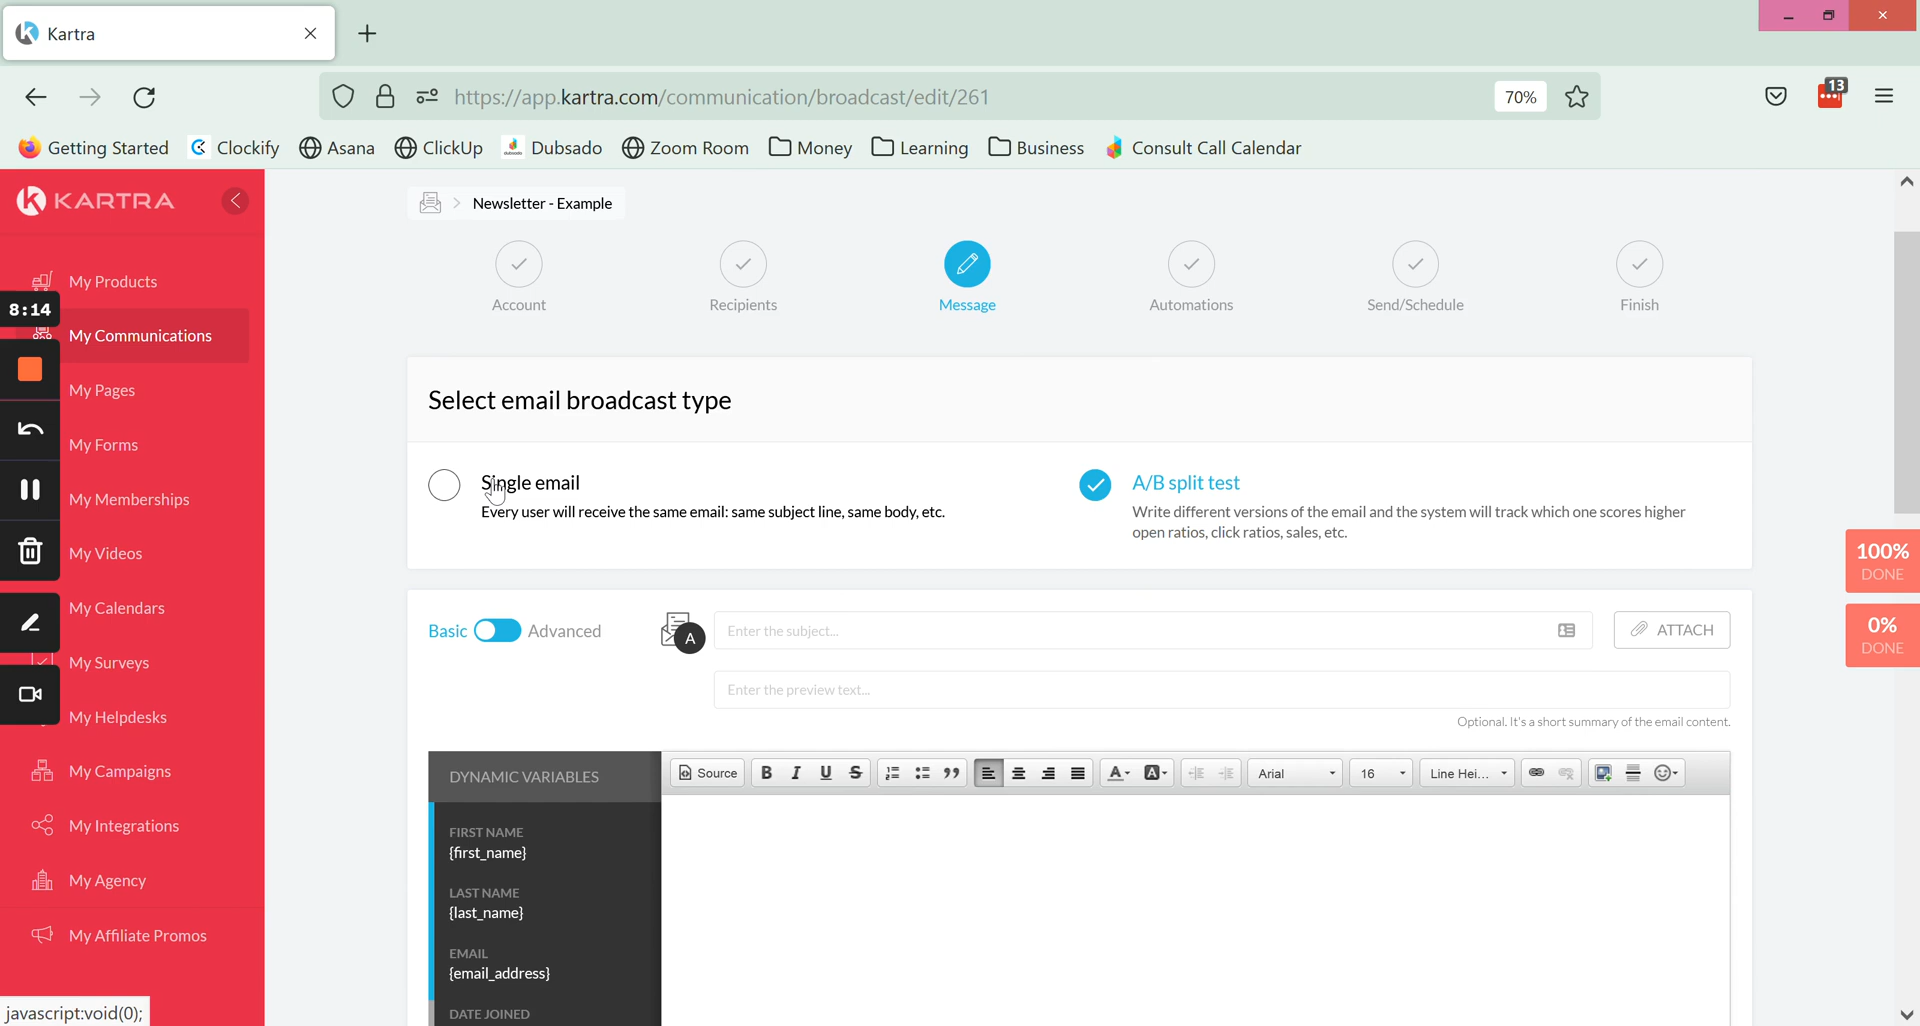 Kartra
https://app.kartra.com/communication/broadcast/edit/261
70%
13
Getting Started
Clockify
Asana
ClickUp
Dubsado
Zoom Room
Money
Learning
Business
Consult Call Calendar
KARTRA
My Products
8:14
My Communications
My Pages
My Forms
My Memberships
My Videos
My Calendars
My Surveys
My Helpdesks
My Campaigns
My Integrations
My Agency
My Affiliate Promos
javascript:void(0);
Newsletter - Example
Account
Recipients
Message
Automations
Send/Schedule
Finish
Select email broadcast type
Single email
Every user will receive the same email: same subject line, same body, etc.
A/B split test
Write different versions of the email and the system will track which one scores higher
open ratios, click ratios, sales, etc.
100%
DONE
0%
DONE
Basic
Advanced
A
Enter the subject...
ATTACH
Enter the preview text...
Optional. It's a short summary of the email content.
DYNAMIC VARIABLES
Source
B
I
U
S
A
A
Arial
16
Line Hei...
FIRST NAME
{first_name}
LAST NAME
{last_name}
EMAIL
{email_address}
DATE JOINED